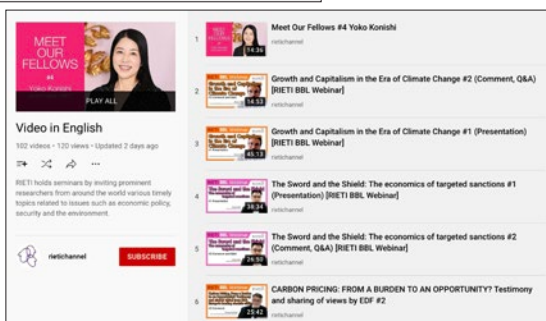 MEET
OUR
FELLOWS
#4
Yoko Konishi
PLAY ALL
Video in English
102 videos • 120 views • Updated 2 days ago
RIETI holds seminars by inviting prominent
researchers from around the world various timely
topics related to issues such as economic policy,
security and the environment.
rietichannel
SUBSCRIBE
1
14:36
Meet Our Fellows #4 Yoko Konishi
rietichannel
2
14:53
Growth and Capitalism in the Era of Climate Change #2 (Comment, Q&A)
[RIETI BBL Webinar]
rietichannel
3
45:13
Growth and Capitalism in the Era of Climate Change #1 (Presentation)
[RIETI BBL Webinar]
rietichannel
4
38:34
The Sword and the Shield: The economics of targeted sanctions #1
(Presentation) [RIETI BBL Webinar]
rietichannel
5
26:50
The Sword and the Shield: The economics of targeted sanctions #2
(Comment, Q&A) [RIETI BBL Webinar]
rietichannel
6
25:42
CARBON PRICING: FROM A BURDEN TO AN OPPORTUNITY? Testimony
and sharing of views by EDF #2
rietichannel